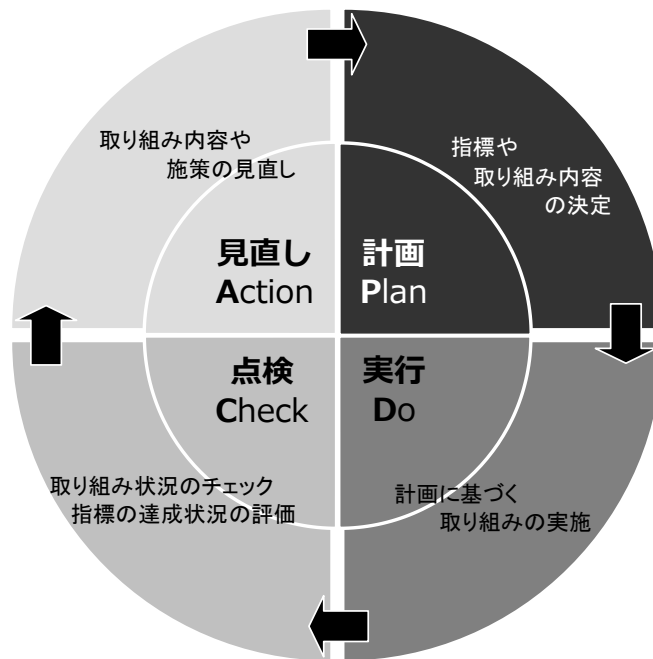 指標や
取り組み内容
の決定
計画
Plan
実行
Do
計画に基づく
取り組みの実施
点検
Check
取り組み状況のチェック
指標の達成状況の評価
取り組み内容や
施策の見直し
見直し
Action